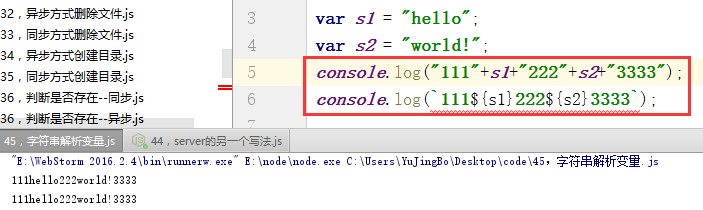 32，异步方式删除文件.js
33，同步方式删除文件.js
34，异步方式创建目录.js
35，同步方式创建目录.js
36，判断是否存在--同步.js
36，判断是否存在--异步.js
3 var s1 = "hello";
4 var s2 = "world!";
5 console.log("111"+s1+"222"+s2+"3333");
6 console.log(`111${s1}222${s2}3333`);
45，字符串解析变量.js
44，server的另一个写法.js
"E:\WebStorm 2016.2.4\bin\runnerw.exe" E:\node\node.exe C:\Users\YuJingBo\Desktop\code\45，字符串解析变量.js
111hello222world!3333
111hello222world!3333